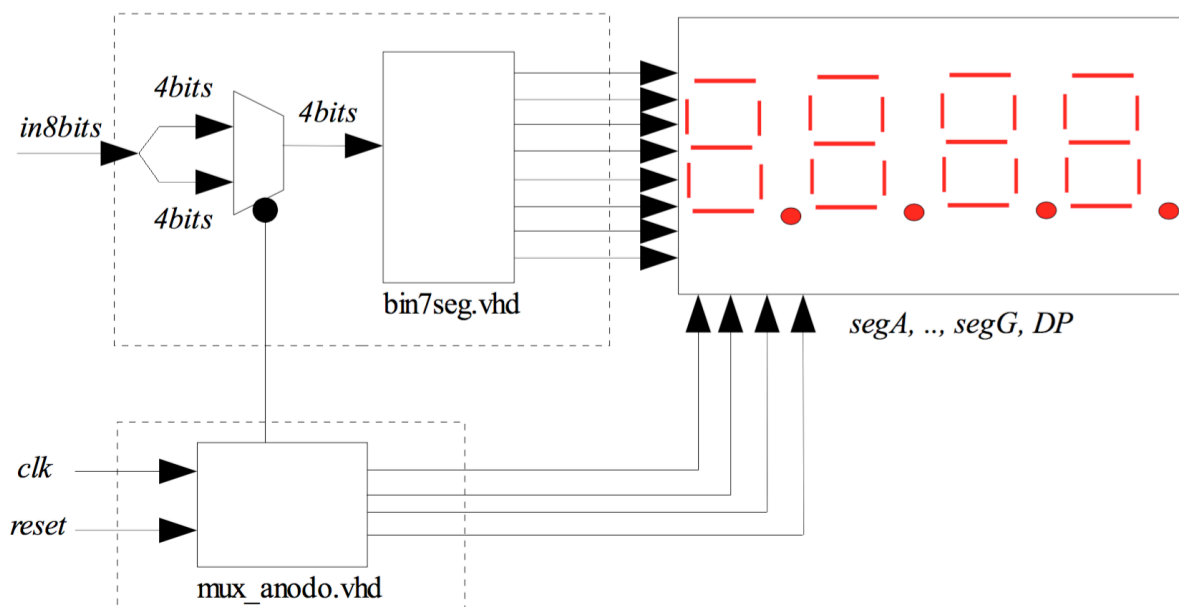 4bits
in8bits
4bits
4bits
bin7seg.vhd
segA, .., segG, DP
clk
reset
mux_anodo.vhd